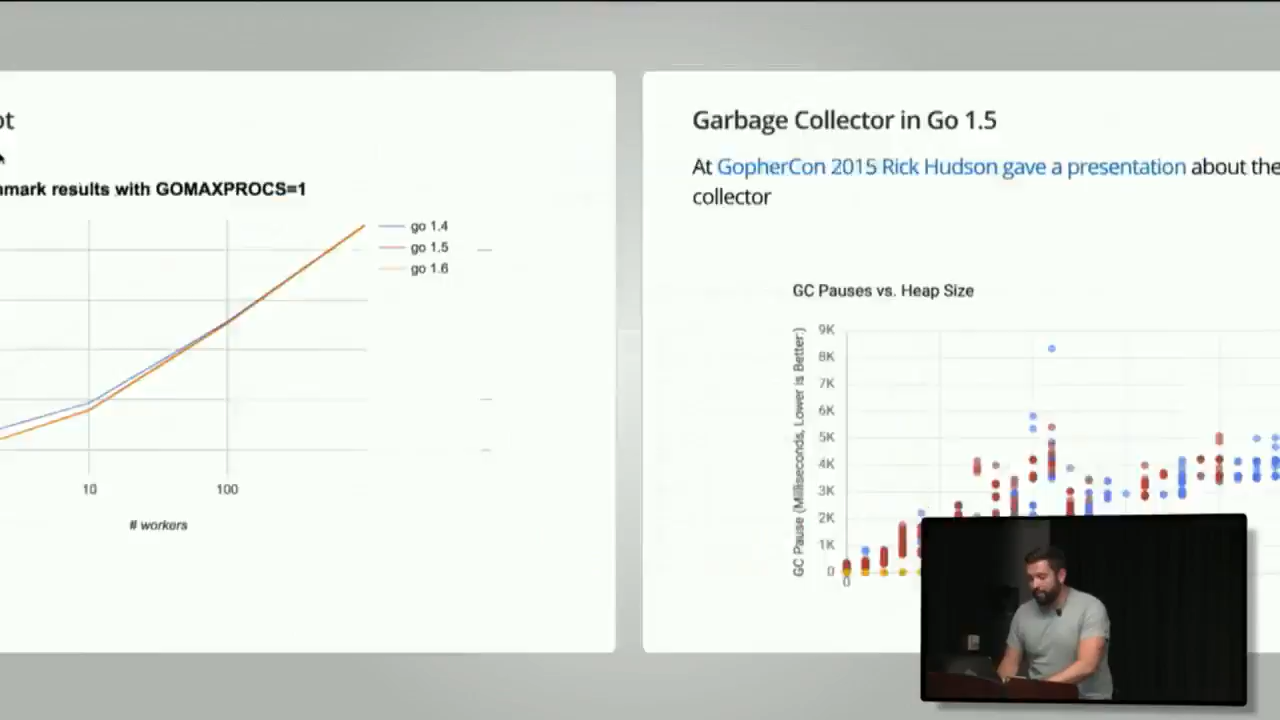 ot
hmark results with GOMAXPROCS=1
go 1.4
go 1.5
go 1.6
10
100
# workers
Garbage Collector in Go 1.5
At GopherCon 2015 Rick Hudson gave a presentation about the
collector
GC Pauses vs. Heap Size
GC Pause (Milliseconds, Lower is Better:)
9K
8K
7K
6K
5K
4K
3K
2K
1K
0
0